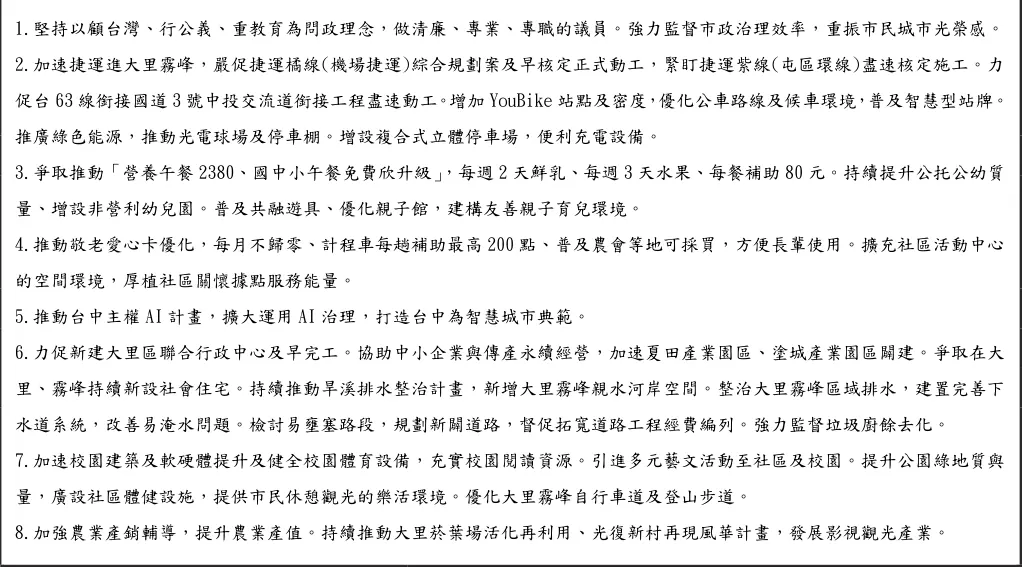 1.堅持以顧台灣、行公義、重教育為問政理念，做清廉、專業、專職的議員。強力監督市政治理效率，重振市民城市光榮感。
2.加速捷運進大里霧峰，嚴促捷運橘線(機場捷運)綜合規劃案及早核定正式動工，緊盯捷運紫線(屯區環線)盡速核定施工。力
促台 63 線銜接國道 3 號中投交流道銜接工程盡速動工。增加 YouBike 站點及密度，優化公車路線及候車環境，普及智慧型站牌。
推廣綠色能源，推動光電球場及停車棚。增設複合式立體停車場，便利充電設備。
3.爭取推動「營養午餐 2380、國中小午餐免費欣升級」，每週 2 天鮮乳、每週 3 天水果、每餐補助 80 元。持續提升公托公幼質
量、增設非營利幼兒園。普及共融遊具、優化親子館，建構友善親子育兒環境。
4.推動敬老愛心卡優化，每月不歸零、計程車每趟補助最高 200 點、普及農會等地可採買，方便長輩使用。擴充社區活動中心
的空間環境，厚植社區關懷據點服務能量。
5.推動台中主權 AI 計畫，擴大運用 AI 治理，打造台中為智慧城市典範。
6.力促新建大里區聯合行政中心及早完工。協助中小企業與傳產永續經營，加速夏田產業園區、塗城產業園區闢建。爭取在大
里、霧峰持續新設社會住宅。持續推動旱溪排水整治計畫，新增大里霧峰親水河岸空間。整治大里霧峰區域排水，建置完善下
水道系統，改善易淹水問題。檢討易壅塞路段，規劃新闢道路，督促拓寬道路工程經費編列。強力監督垃圾廚餘去化。
7.加速校園建築及軟硬體提升及健全校園體育設備，充實校園閱讀資源。引進多元藝文活動至社區及校園。提升公園綠地質與
量，廣設社區體健設施，提供市民休憩觀光的樂活環境。優化大里霧峰自行車道及登山步道。
8.加強農業產銷輔導，提升農業產值。持續推動大里菸葉場活化再利用、光復新村再現風華計畫，發展影視觀光產業。